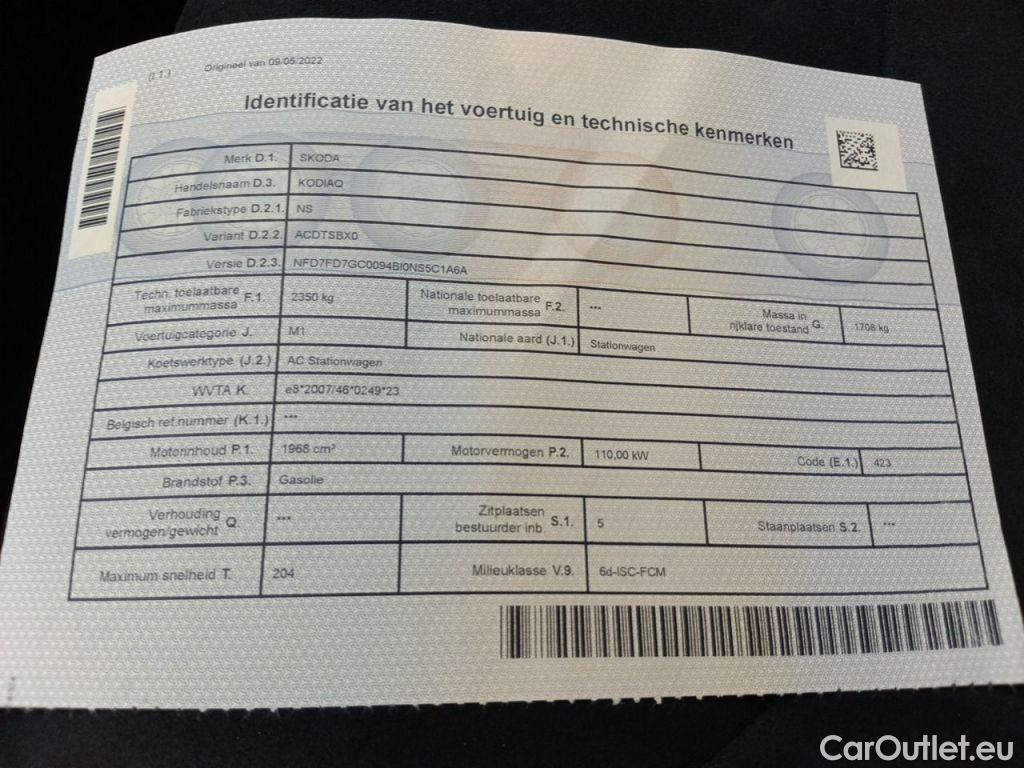 (I.1.) Origineel van 09/05/2022
Identificatie van het voertuig en technische kenmerken
Merk D.1. SKODA
Handelsnaam D.3. KODIAQ
Fabriekstype D.2.1. NS
Variant D.2.2. ACDTSBX0
Versie D.2.3. NFD7FD7GC0094BI0NS5C1A6A
Techn. toelaatbare
maximummassa F.1. 2350 kg
Nationale toelaatbare
maximummassa F.2. ***
Massa in
rijklare toestand G. 1708 kg
Voertuigcategorie J. M1
Nationale aard (J.1.) Stationwagen
Koetswerktype (J.2.) AC Stationwagen
WVTA K. e8*2007/46*0249*23
Belgisch ref.nummer (K.1.) ***
Motorinhoud P.1. 1968 cm³
Motorvermogen P.2. 110,00 kW
Code (E.1.) 423
Brandstof P.3. Gasolie
Verhouding
vermogen/gewicht Q. ***
Zitplaatsen
bestuurder inb. S.1. 5
Staanplaatsen S.2. ***
Maximum snelheid T. 204
Milieuklasse V.9. 6d-ISC-FCM
CarOutlet.eu